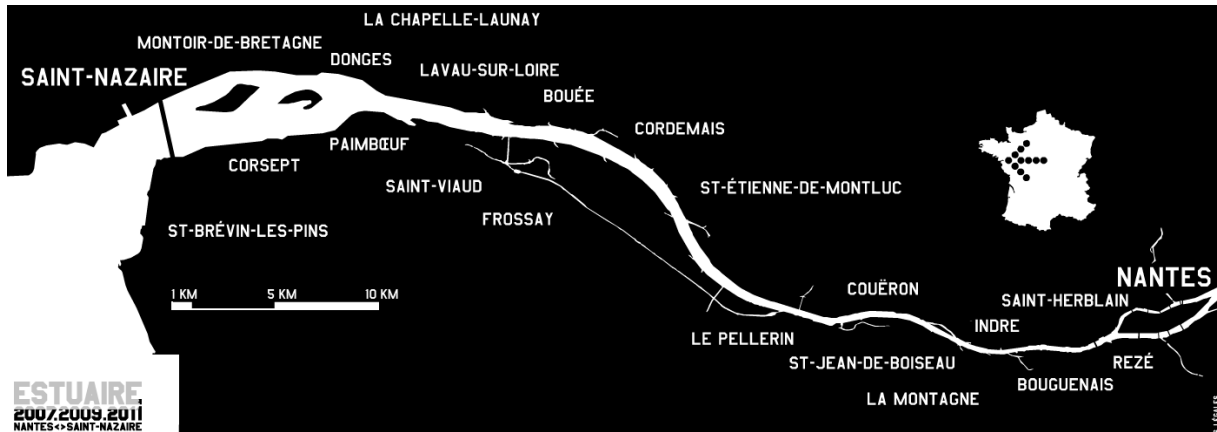 LA CHAPELLE-LAUNAY
MONTOIR-DE-BRETAGNE
DONGES
SAINT-NAZAIRE
LAVAU-SUR-LOIRE
BOUÉE
CORDEMAIS
PAIMBŒUF
CORSEPT
SAINT-VIAUD
ST-ÉTIENNE-DE-MONTLUC
FROSSAY
ST-BRÉVIN-LES-PINS
NANTES
1 KM 5 KM 10 KM
COUËRON
SAINT-HERBLAIN
INDRE
LE PELLERIN
ST-JEAN-DE-BOISEAU
REZÉ
BOUGUENAIS
LA MONTAGNE
ESTUAIRE
2007.2009.2011
NANTES<>SAINT-NAZAIRE